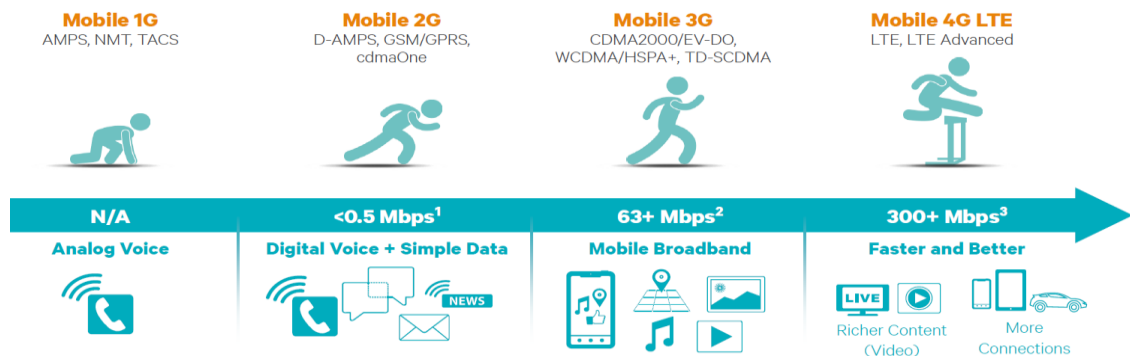 Mobile 1G
AMPS, NMT, TACS
Mobile 2G
D-AMPS, GSM/GPRS,
cdmaOne
Mobile 3G
CDMA2000/EV-DO,
WCDMA/HSPA+, TD-SCDMA
Mobile 4G LTE
LTE, LTE Advanced
N/A
<0.5 Mbps¹
63+ Mbps²
300+ Mbps³
Analog Voice
Digital Voice + Simple Data
NEWS
Mobile Broadband
Faster and Better
LIVE
Richer Content
(Video)
More
Connections